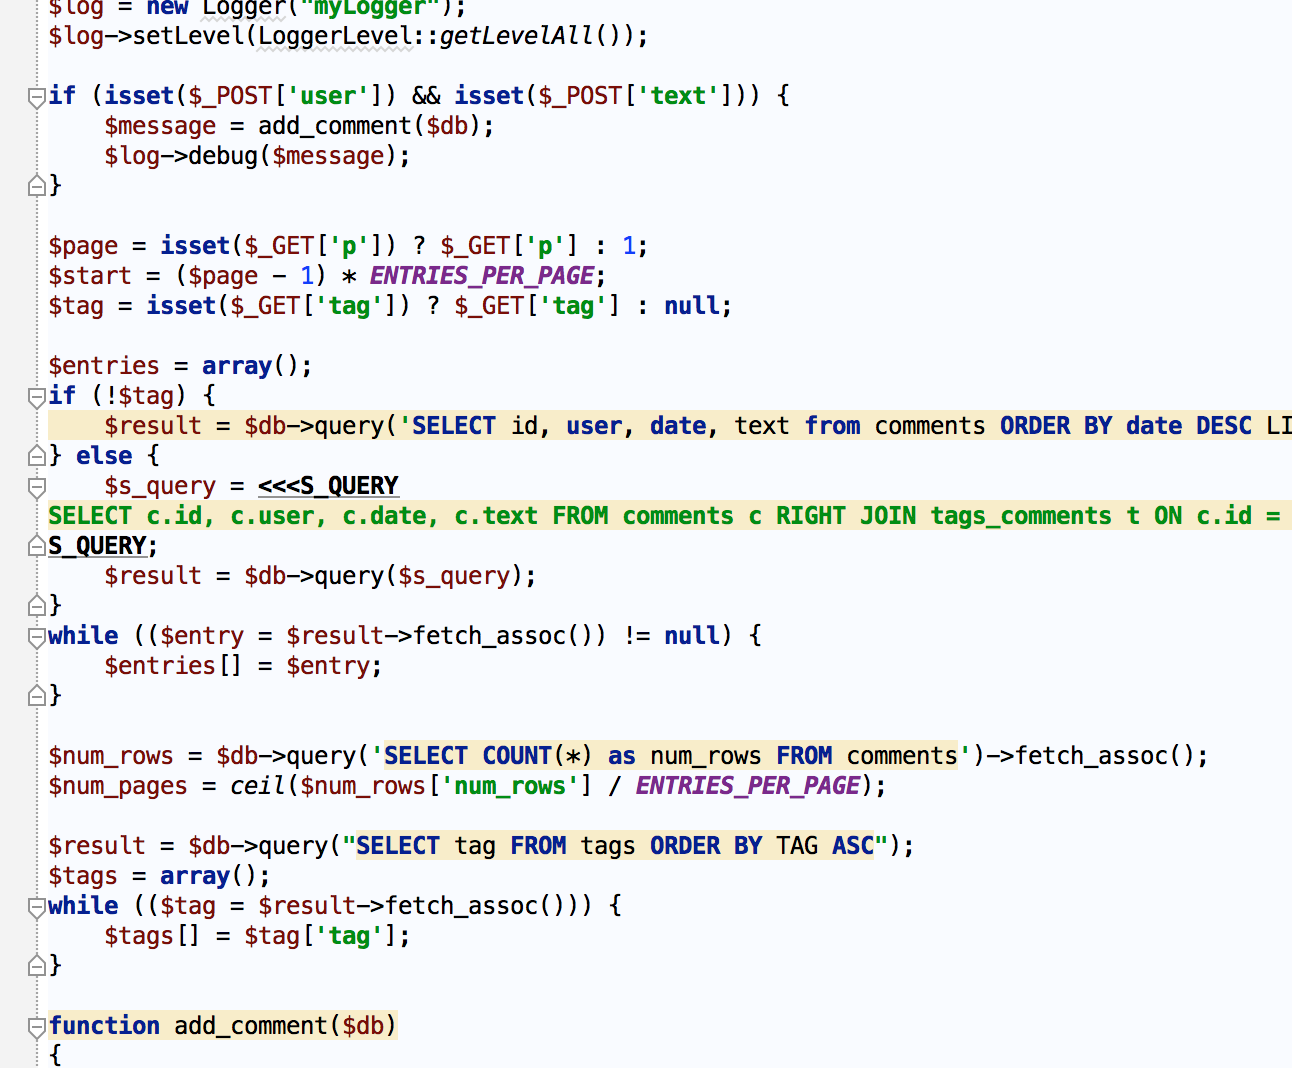 $log = new Logger("myLogger");
$log->setLevel(LoggerLevel::getLevelAll());
if (isset($_POST['user']) && isset($_POST['text'])) {
$message = add_comment($db);
$log->debug($message);
}
$page = isset($_GET['p']) ? $_GET['p'] : 1;
$start = ($page - 1) * ENTRIES_PER_PAGE;
$tag = isset($_GET['tag']) ? $_GET['tag'] : null;
$entries = array();
if (!$tag) {
$result = $db->query('SELECT id, user, date, text from comments ORDER BY date DESC LI
} else {
$s_query = <<<S_QUERY
SELECT c.id, c.user, c.date, c.text FROM comments c RIGHT JOIN tags_comments t ON c.id =
S_QUERY;
$result = $db->query($s_query);
}
while (($entry = $result->fetch_assoc()) != null) {
$entries[] = $entry;
}
$num_rows = $db->query('SELECT COUNT(*) as num_rows FROM comments')->fetch_assoc();
$num_pages = ceil($num_rows['num_rows'] / ENTRIES_PER_PAGE);
$result = $db->query("SELECT tag FROM tags ORDER BY TAG ASC");
$tags = array();
while (($tag = $result->fetch_assoc())) {
$tags[] = $tag['tag'];
}
function add_comment($db)
{